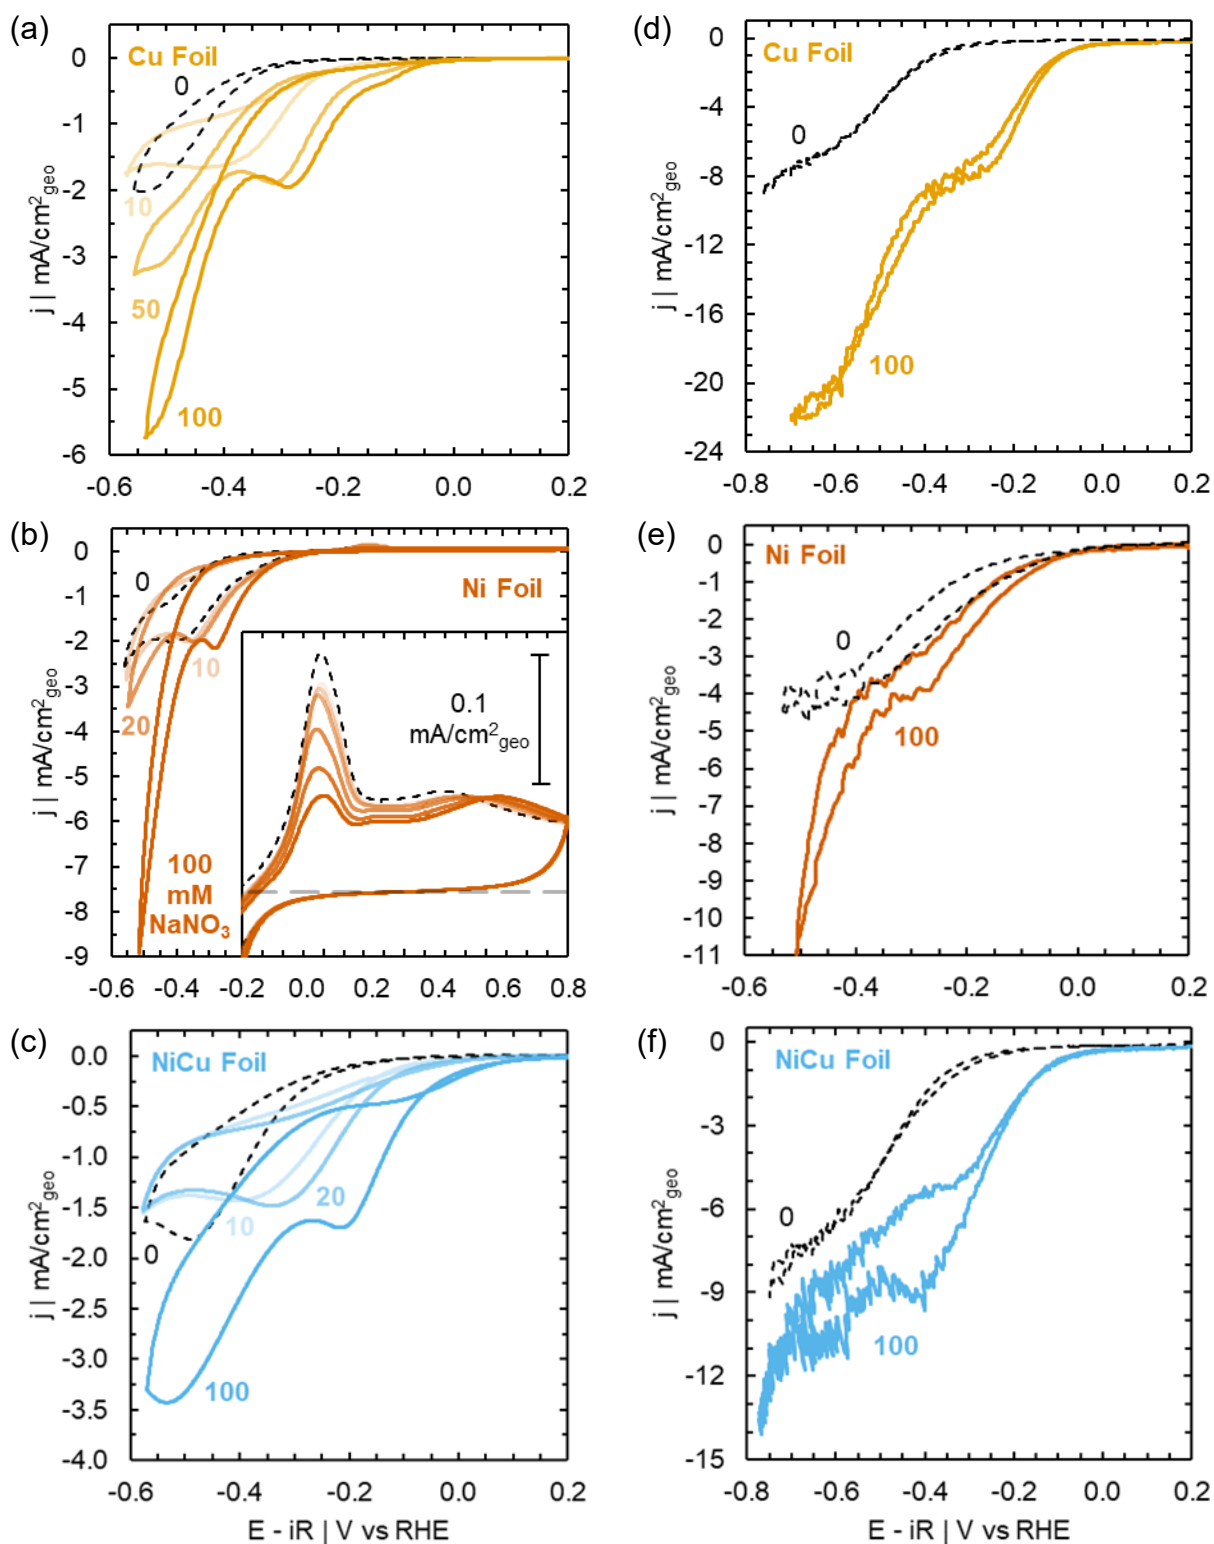 (a)
Cu Foil
0
10
50
100
0
-1
-2
-3
-4
-5
-6
j | mA/cm²geo
-0.6 -0.4 -0.2 0.0 0.2
(d)
Cu Foil
0
100
0
-4
-8
-12
-16
-20
-24
j | mA/cm²geo
-0.8 -0.6 -0.4 -0.2 0.0 0.2
(b)
Ni Foil
0
10
20
100
mM
NaNO₃
0.1
mA/cm²geo
0
-1
-2
-3
-4
-5
-6
-7
-8
-9
j | mA/cm²geo
-0.6 -0.4 -0.2 0.0 0.2 0.4 0.6 0.8
(e)
Ni Foil
0
100
0
-1
-2
-3
-4
-5
-6
-7
-8
-9
-10
-11
j | mA/cm²geo
-0.6 -0.4 -0.2 0.0 0.2
(c)
NiCu Foil
0
10
20
100
0.0
-0.5
-1.0
-1.5
-2.0
-2.5
-3.0
-3.5
-4.0
j | mA/cm²geo
-0.6 -0.4 -0.2 0.0 0.2
E - iR | V vs RHE
(f)
NiCu Foil
0
100
0
-3
-6
-9
-12
-15
j | mA/cm²geo
-0.8 -0.6 -0.4 -0.2 0.0 0.2
E - iR | V vs RHE